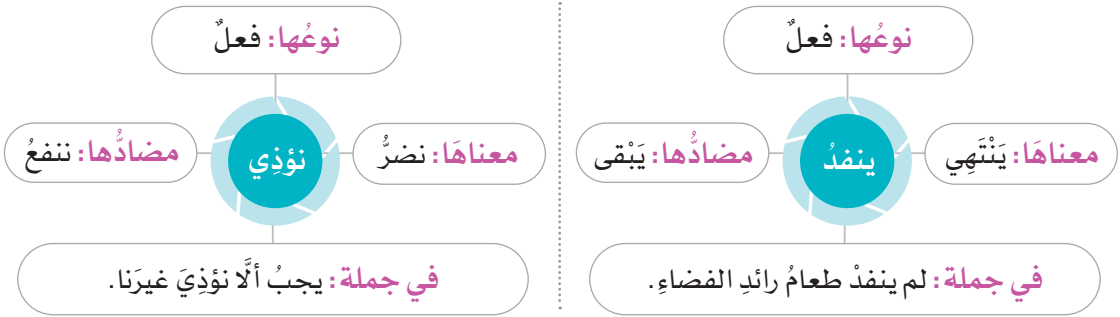 نوعُها: فعلٌ
معناهَا: يَنْتَهِي
ينفدُ
مضادُّها: يَبْقى
في جملة: لم ينفدْ طعامُ رائدِ الفضاءِ.
نوعُها: فعلٌ
معناهَا: نضرُّ
نؤذِي
مضادُّها: ننفعُ
في جملة: يجبُ ألَّا نؤذِيَ غيرَنا.